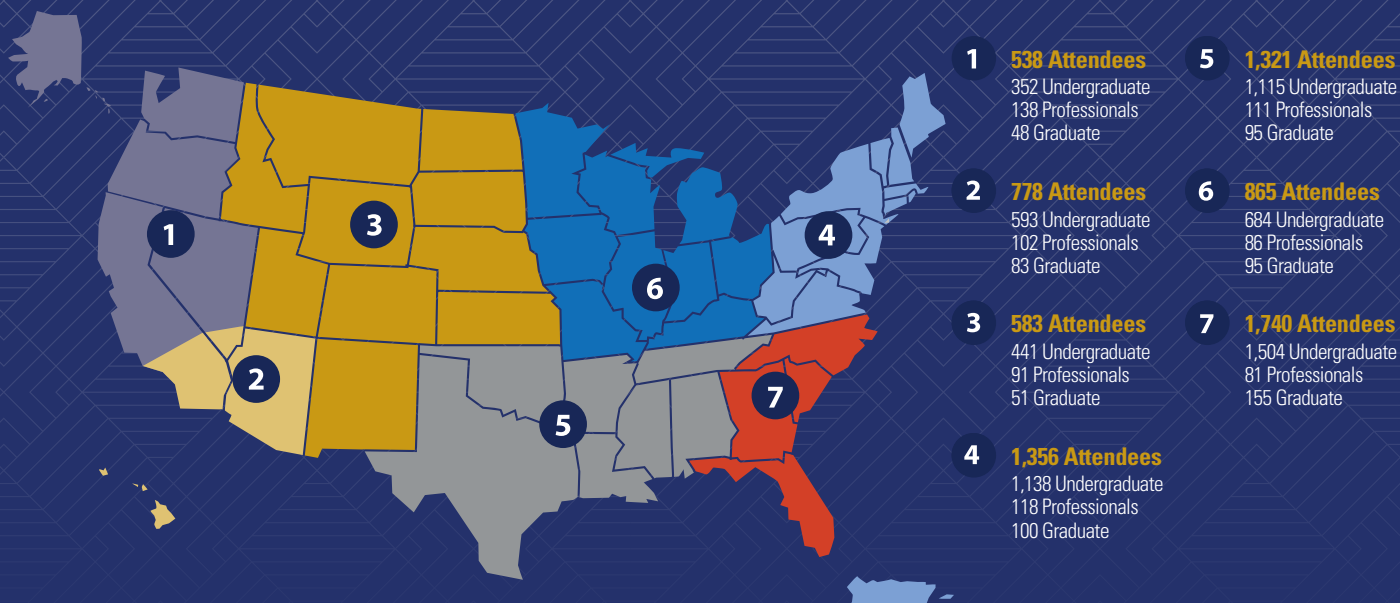 1
2
3
4
5
6
7
1
538 Attendees
352 Undergraduate
138 Professionals
48 Graduate
2
778 Attendees
593 Undergraduate
102 Professionals
83 Graduate
3
583 Attendees
441 Undergraduate
91 Professionals
51 Graduate
4
1,356 Attendees
1,138 Undergraduate
118 Professionals
100 Graduate
5
1,321 Attendees
1,115 Undergraduate
111 Professionals
95 Graduate
6
865 Attendees
684 Undergraduate
86 Professionals
95 Graduate
7
1,740 Attendees
1,504 Undergraduate
81 Professionals
155 Graduate